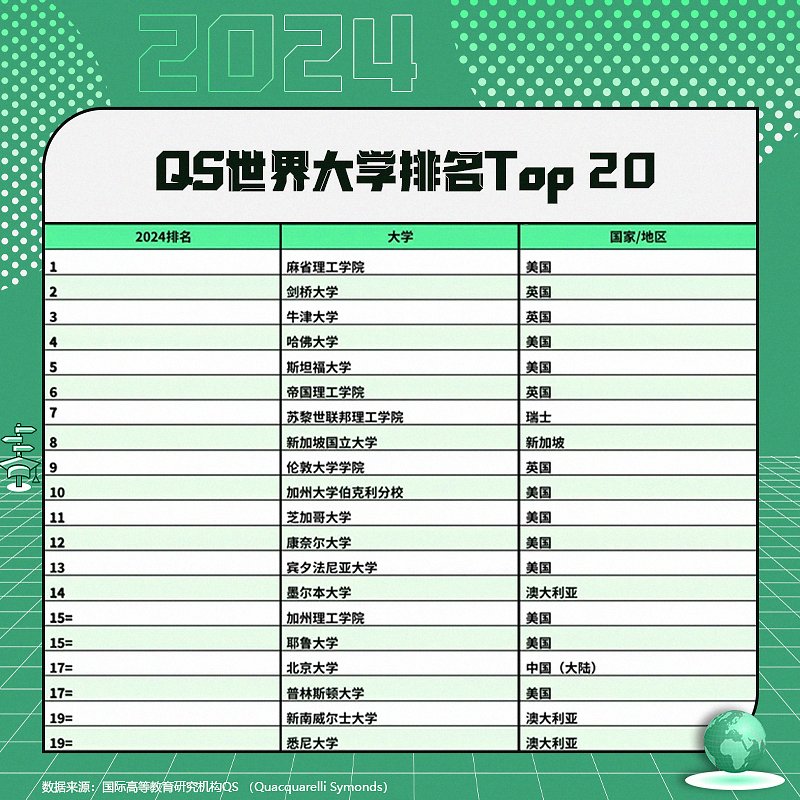 2024
QS世界大学排名Top 20
2024排名 大学 国家/地区
1 麻省理工学院 美国
2 剑桥大学 英国
3 牛津大学 英国
4 哈佛大学 美国
5 斯坦福大学 美国
6 帝国理工学院 英国
7 苏黎世联邦理工学院 瑞士
8 新加坡国立大学 新加坡
9 伦敦大学学院 英国
10 加州大学伯克利分校 美国
11 芝加哥大学 美国
12 康奈尔大学 美国
13 宾夕法尼亚大学 美国
14 墨尔本大学 澳大利亚
15= 加州理工学院 美国
15= 耶鲁大学 美国
17= 北京大学 中国（大陆）
17= 普林斯顿大学 美国
19= 新南威尔士大学 澳大利亚
19= 悉尼大学 澳大利亚
数据来源：国际高等教育研究机构QS （Quacquarelli Symonds）